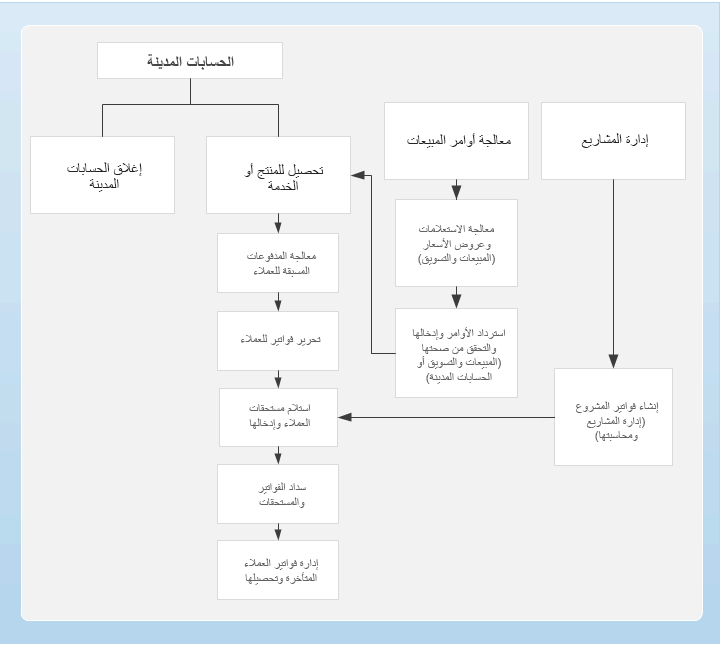 الحسابات المدينة
إدارة المشاريع
معالجة أوامر المبيعات
تحصيل للمنتج أو
الخدمة
إغلاق الحسابات
المدينة
معالجة الاستعلامات
وعروض الأسعار
(المبيعات والتسويق)
معالجة المدفوعات
المسبقة للعملاء
استرداد الأوامر وإدخالها
والتحقق من صحتها
(المبيعات والتسويق أو
الحسابات المدينة)
تحرير فواتير للعملاء
إنشاء فواتير المشروع
(إدارة المشاريع
ومحاسبتها)
استلام مستحقات
العملاء وإدخالها
سداد الفواتير
والمستحقات
إدارة فواتير العملاء
المتأخرة وتحصيلها